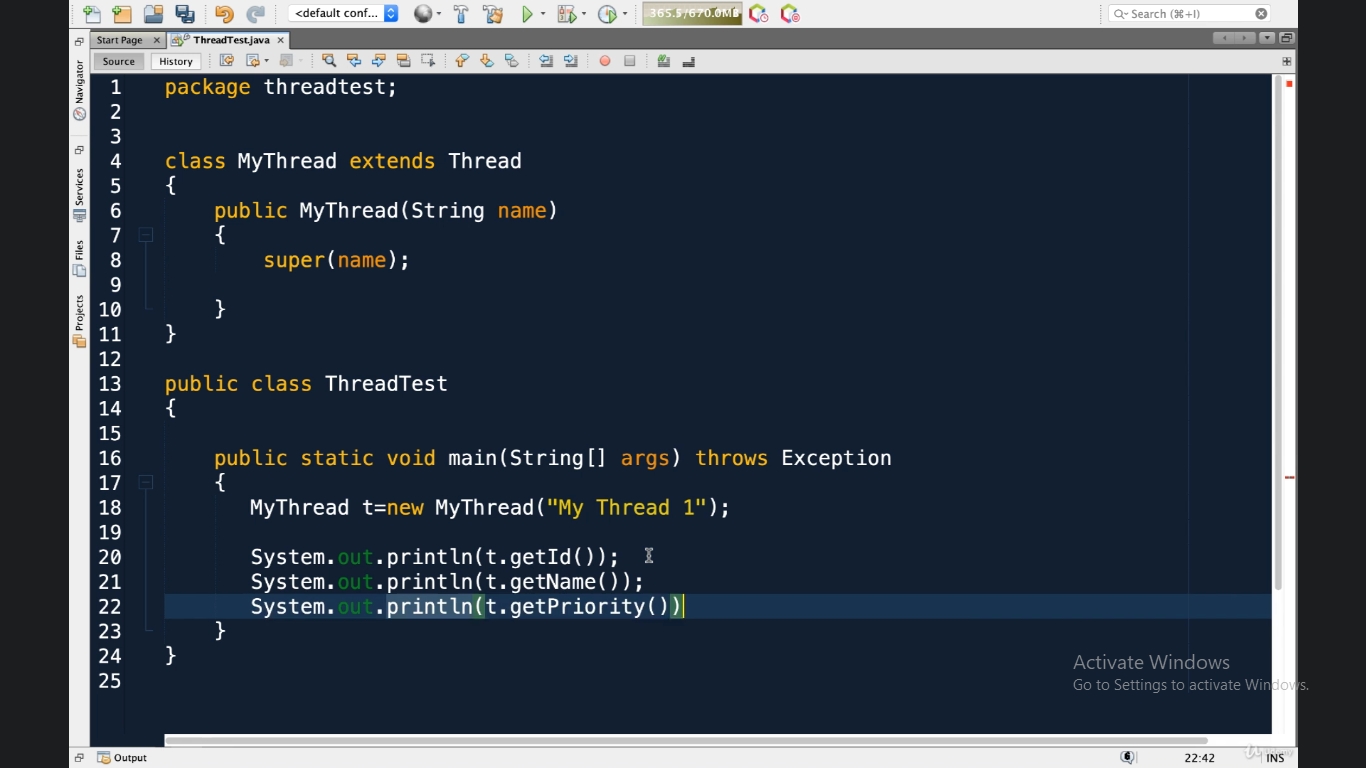 <default conf...
365.5/670.0MB
Search (⌘+I)
Start Page
ThreadTest.java
Source
History
Navigator
Services
Files
Projects
1 package threadtest;
2
3
4 class MyThread extends Thread
5 {
6 public MyThread(String name)
7 {
8 super(name);
9
10 }
11 }
12
13 public class ThreadTest
14 {
15
16 public static void main(String[] args) throws Exception
17 {
18 MyThread t=new MyThread("My Thread 1");
19
20 System.out.println(t.getId());
21 System.out.println(t.getName());
22 System.out.println(t.getPriority())
23 }
24 }
25
Activate Windows
Go to Settings to activate Windows.
Output
6
22:42
INS
Udemy